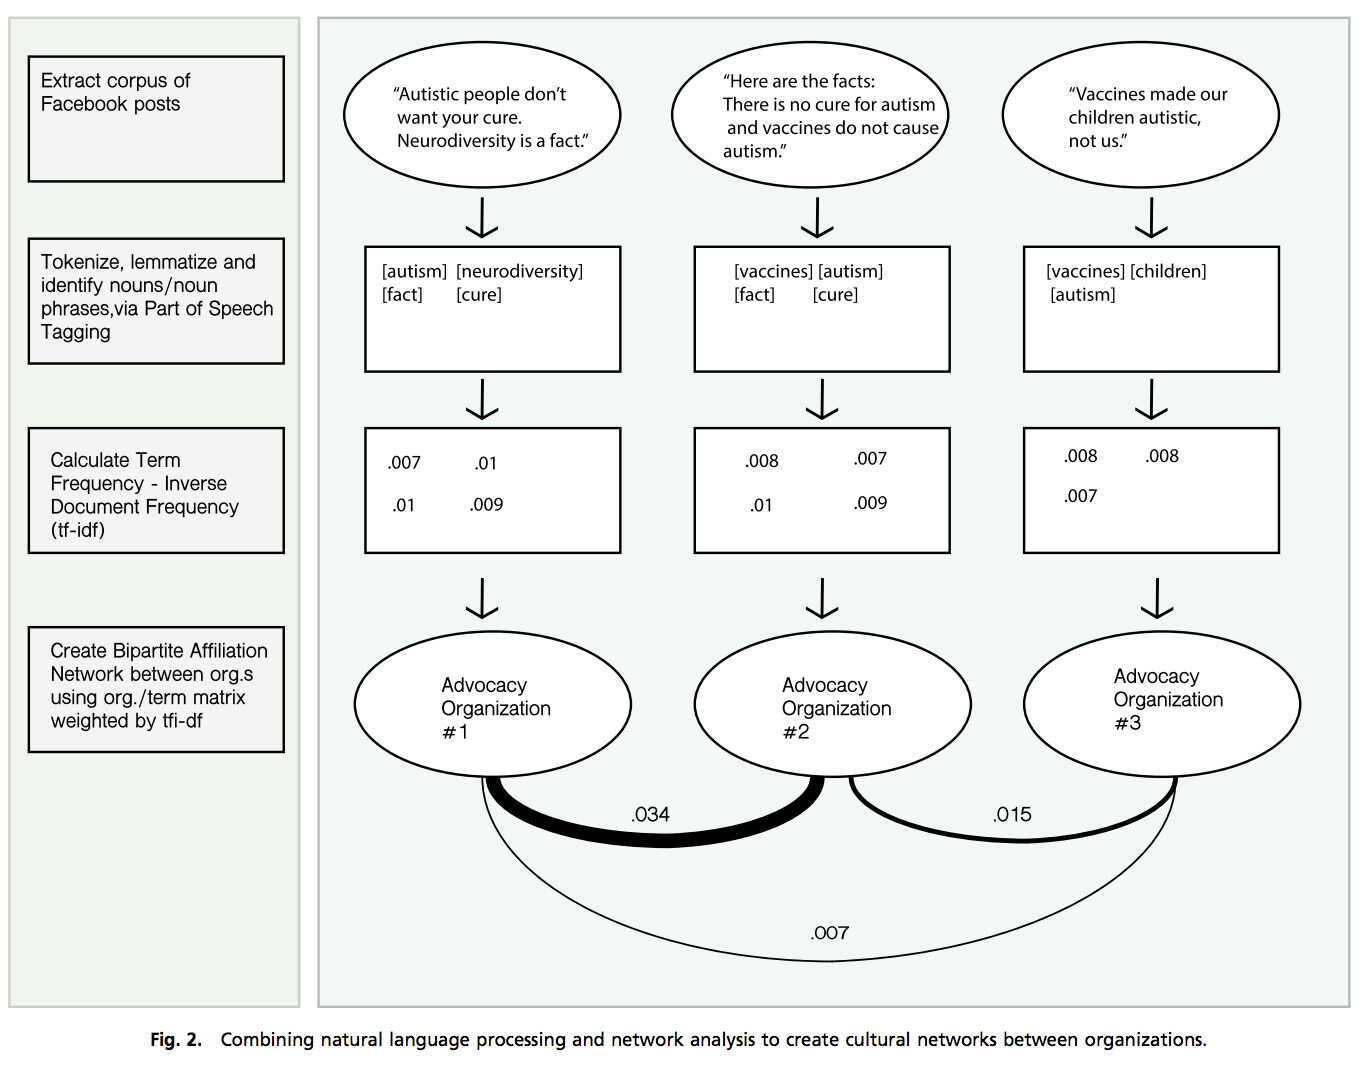 Extract corpus of
Facebook posts
“Autistic people don’t
want your cure.
Neurodiversity is a fact.”
“Here are the facts:
There is no cure for autism
and vaccines do not cause
autism.”
“Vaccines made our
children autistic,
not us.”
Tokenize, lemmatize and
identify nouns/noun
phrases,via Part of Speech
Tagging
[autism] [neurodiversity]
[fact] [cure]
[vaccines] [autism]
[fact] [cure]
[vaccines] [children]
[autism]
Calculate Term
Frequency - Inverse
Document Frequency
(tf-idf)
.007 .01
.01 .009
.008 .007
.01 .009
.008 .008
.007
Create Bipartite Affiliation
Network between org.s
using org./term matrix
weighted by tfi-df
Advocacy
Organization
#1
Advocacy
Organization
#2
Advocacy
Organization
#3
.034
.015
.007
Fig. 2. Combining natural language processing and network analysis to create cultural networks between organizations.